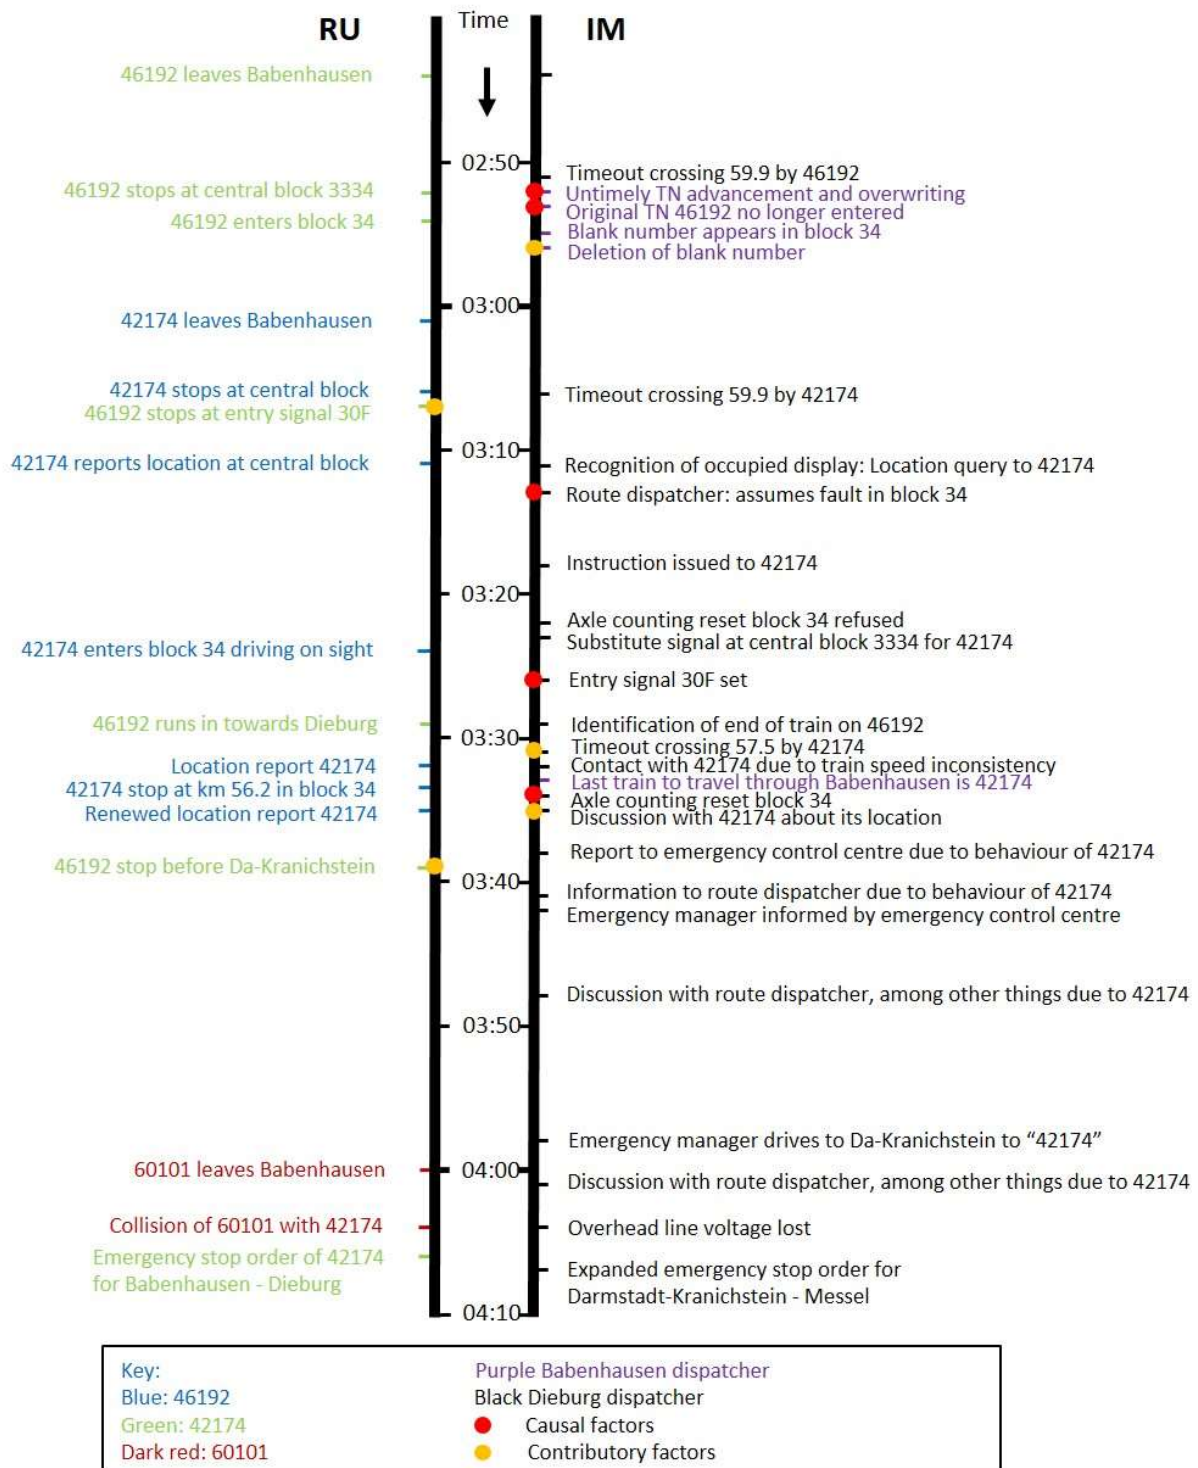 RU
Time
IM
46192 leaves Babenhausen
02:50
Timeout crossing 59.9 by 46192
46192 stops at central block 3334
Untimely TN advancement and overwriting
46192 enters block 34
Original TN 46192 no longer entered
Blank number appears in block 34
Deletion of blank number
03:00
42174 leaves Babenhausen
42174 stops at central block
Timeout crossing 59.9 by 42174
46192 stops at entry signal 30F
03:10
42174 reports location at central block
Recognition of occupied display: Location query to 42174
Route dispatcher: assumes fault in block 34
Instruction issued to 42174
03:20
Axle counting reset block 34 refused
Substitute signal at central block 3334 for 42174
42174 enters block 34 driving on sight
Entry signal 30F set
46192 runs in towards Dieburg
Identification of end of train on 46192
03:30
Timeout crossing 57.5 by 42174
Location report 42174
Contact with 42174 due to train speed inconsistency
Last train to travel through Babenhausen is 42174
42174 stop at km 56.2 in block 34
Axle counting reset block 34
Renewed location report 42174
Discussion with 42174 about its location
Report to emergency control centre due to behaviour of 42174
46192 stop before Da-Kranichstein
03:40
Information to route dispatcher due to behaviour of 42174
Emergency manager informed by emergency control centre
Discussion with route dispatcher, among other things due to 42174
03:50
Emergency manager drives to Da-Kranichstein to “42174”
60101 leaves Babenhausen
04:00
Discussion with route dispatcher, among other things due to 42174
Collision of 60101 with 42174
Overhead line voltage lost
Emergency stop order of 42174
for Babenhausen - Dieburg
Expanded emergency stop order for
Darmstadt-Kranichstein - Messel
04:10
Key:
Blue: 46192
Green: 42174
Dark red: 60101
Purple Babenhausen dispatcher
Black Dieburg dispatcher
Causal factors
Contributory factors